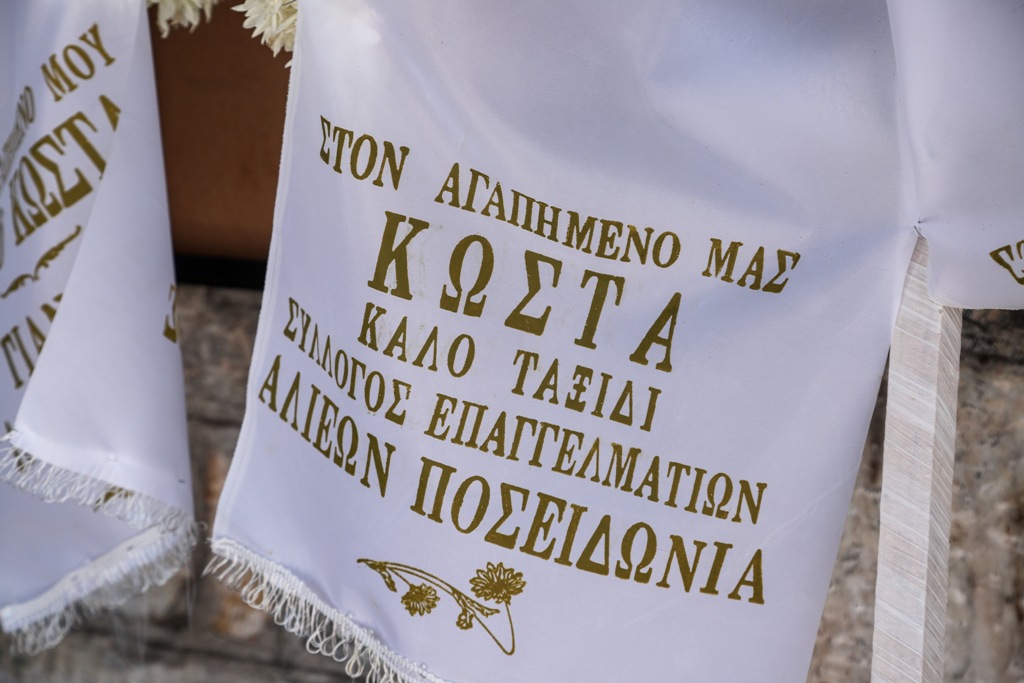 ΜΟΥ
ΚΩΣΤΑ
ΣΤΟΝ ΑΓΑΠΗΜΕΝΟ ΜΑΣ
ΚΩΣΤΑ
ΚΑΛΟ ΤΑΞΙΔΙ
ΣΥΛΛΟΓΟΣ ΕΠΑΓΓΕΛΜΑΤΙΩΝ
ΑΛΙΕΩΝ ΠΟΣΕΙΔΩΝΙΑ